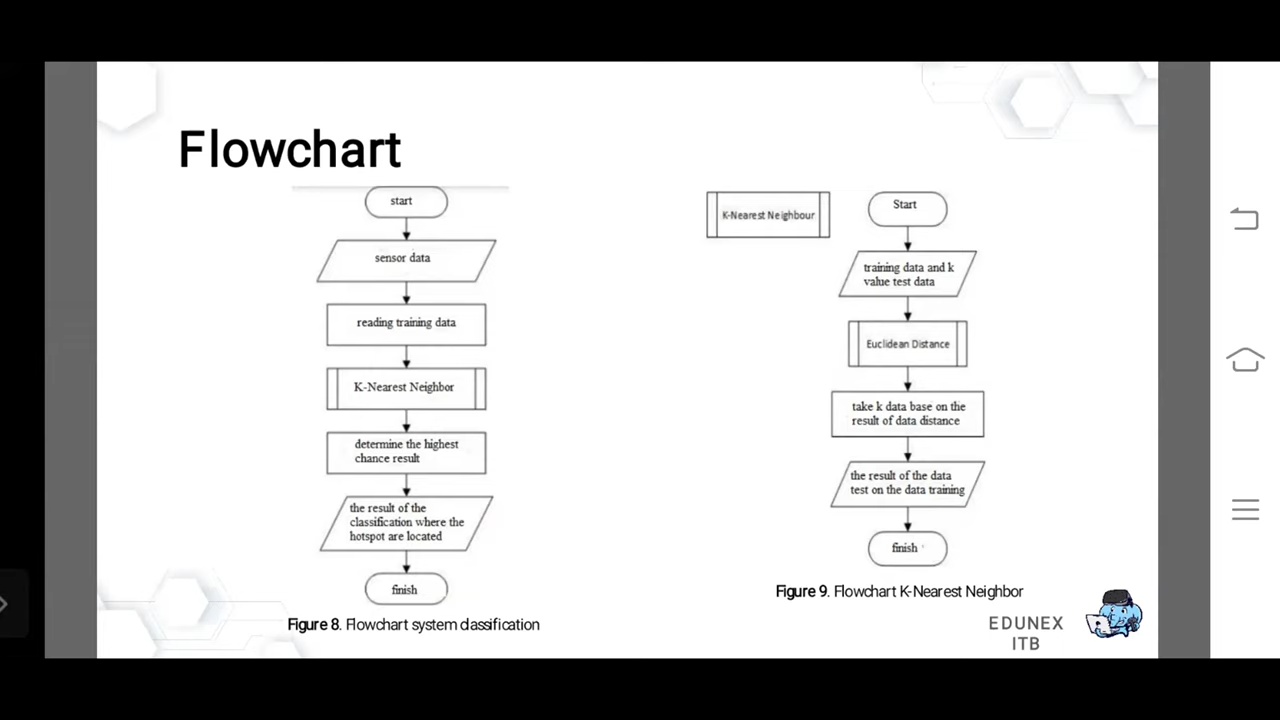 Flowchart
start
sensor data
reading training data
K-Nearest Neighbor
determine the highest
chance result
the result of the
classification where the
hotspot are located
finish
Figure 8. Flowchart system classification
K-Nearest Neighbour
Start
training data and k
value test data
Euclidean Distance
take k data base on the
result of data distance
the result of the data
test on the data training
finish
Figure 9. Flowchart K-Nearest Neighbor
EDUNEX
ITB